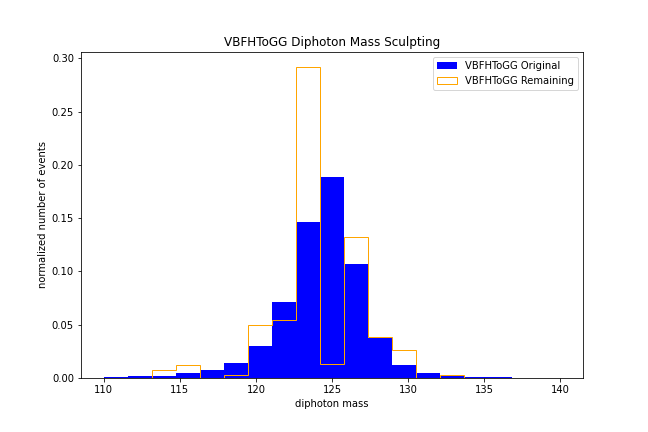 VBFHToGG Diphoton Mass Sculpting
VBFHToGG Original
VBFHToGG Remaining
normalized number of events
0.30
0.25
0.20
0.15
0.10
0.05
0.00
110 115 120 125 130 135 140
diphoton mass